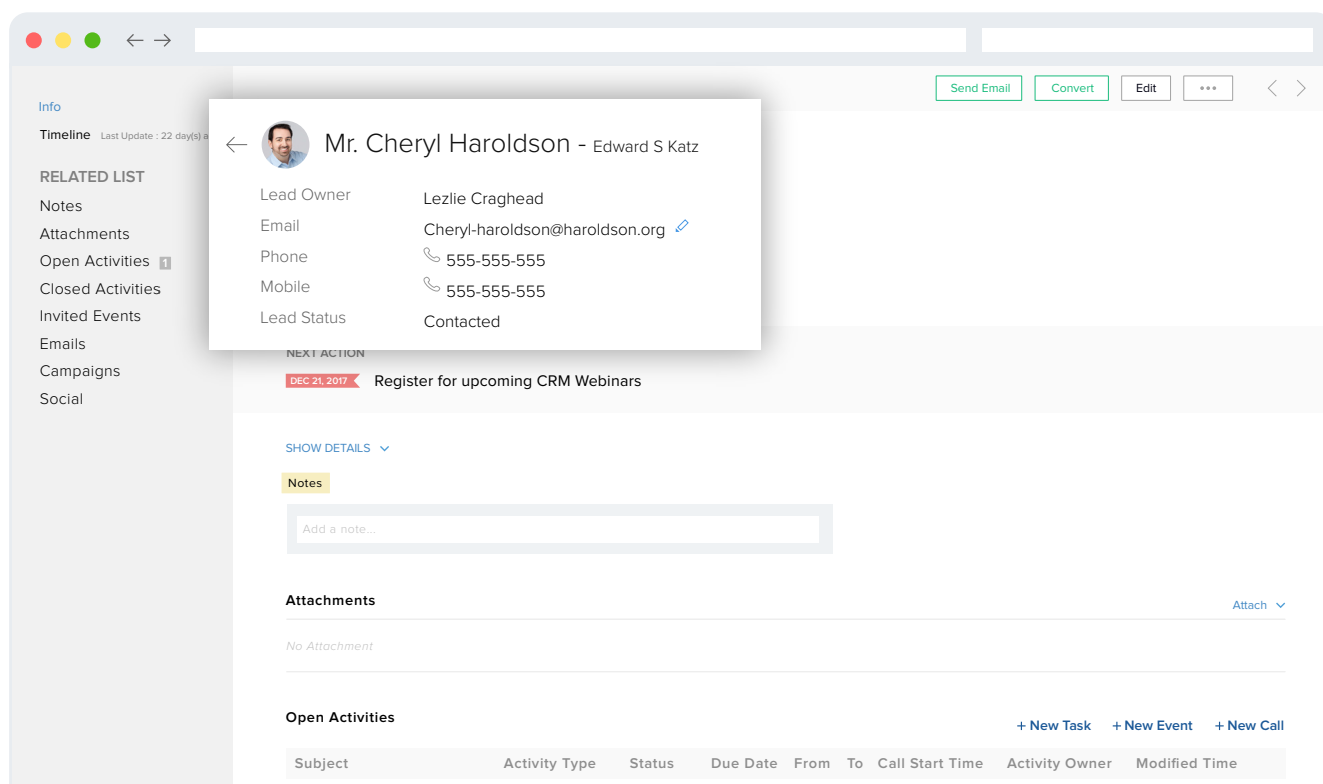 Send Email Convert Edit
Info
Timeline Last Update : 22 day(s) a
RELATED LIST
Notes
Attachments
Open Activities 1
Closed Activities
Invited Events
Emails
Campaigns
Social
Mr. Cheryl Haroldson - Edward S Katz
Lead Owner Lezlie Craghead
Email Cheryl-haroldson@haroldson.org
Phone 555-555-555
Mobile 555-555-555
Lead Status Contacted
NEXT ACTION
DEC 21, 2017 Register for upcoming CRM Webinars
SHOW DETAILS
Notes
Add a note...
Attachments Attach
No Attachment
Open Activities + New Task + New Event + New Call
Subject Activity Type Status Due Date From To Call Start Time Activity Owner Modified Time